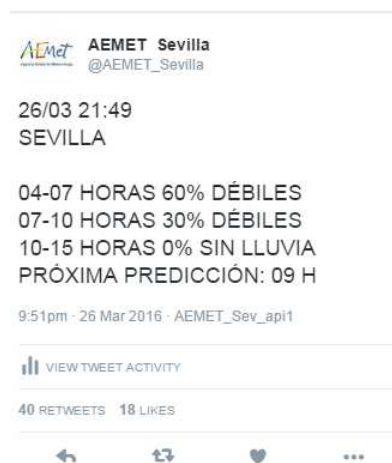 AEMet
AEMET Sevilla
@AEMET_Sevilla
26/03 21:49
SEVILLA
04-07 HORAS 60% DÉBILES
07-10 HORAS 30% DÉBILES
10-15 HORAS 0% SIN LLUVIA
PRÓXIMA PREDICCIÓN: 09 H
9:51pm · 26 Mar 2016 · AEMET_Sev_api1
VIEW TWEET ACTIVITY
40 RETWEETS 18 LIKES